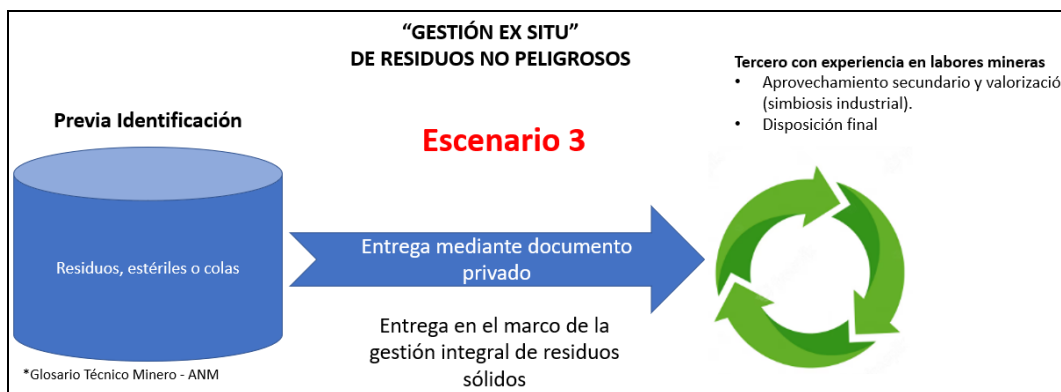 “GESTIÓN EX SITU”
DE RESIDUOS NO PELIGROSOS
Tercero con experiencia en labores mineras
• Aprovechamiento secundario y valorizació
(simbiosis industrial).
• Disposición final
Previa Identificación
Escenario 3
Residuos, estériles o colas
Entrega mediante documento
privado
Entrega en el marco de la
gestión integral de residuos
sólidos
*Glosario Técnico Minero - ANM